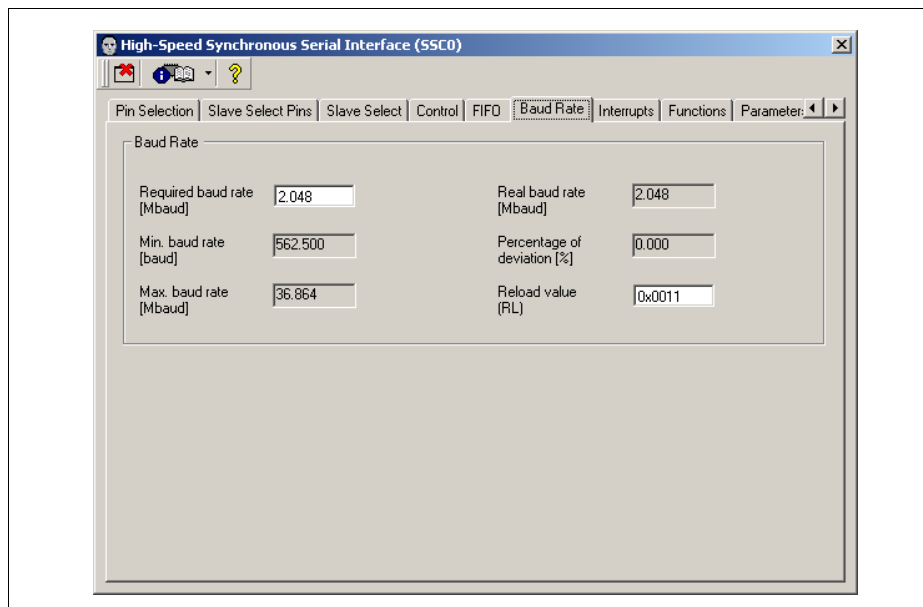 High-Speed Synchronous Serial Interface (SSC0)
Pin Selection Slave Select Pins Slave Select Control FIFO Baud Rate Interrupts Functions Parameters
Baud Rate
Required baud rate
[Mbaud]
2.048
Real baud rate
[Mbaud]
2.048
Min. baud rate
[baud]
562.500
Percentage of
deviation [%]
0.000
Max. baud rate
[Mbaud]
36.864
Reload value
(RL)
0x0011